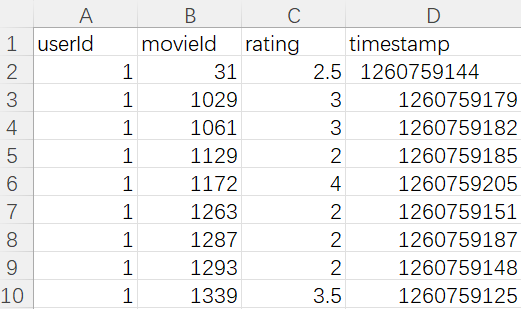 A B C D
1 userId movieId rating timestamp
2 1 31 2.5 1260759144
3 1 1029 3 1260759179
4 1 1061 3 1260759182
5 1 1129 2 1260759185
6 1 1172 4 1260759205
7 1 1263 2 1260759151
8 1 1287 2 1260759187
9 1 1293 2 1260759148
10 1 1339 3.5 1260759125